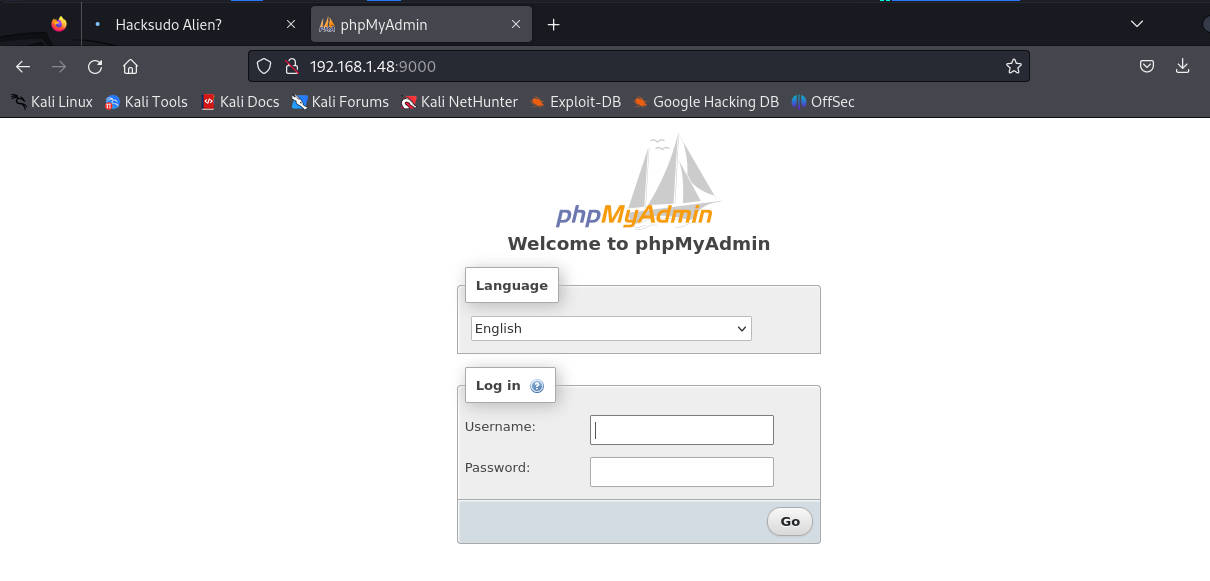 Hacksudo Alien?
phpMyAdmin
192.168.1.48:9000
Kali Linux Kali Tools Kali Docs Kali Forums Kali NetHunter Exploit-DB Google Hacking DB OffSec
phpMyAdmin
Welcome to phpMyAdmin
Language
English
Log in
Username:
Password:
Go